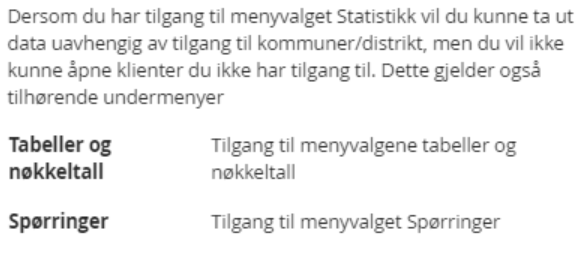 Dersom du har tilgang til menyvalget Statistikk vil du kunne ta ut
data uavhengig av tilgang til kommuner/distrikt, men du vil ikke
kunne åpne klienter du ikke har tilgang til. Dette gjelder også
tilhørende undermenyer
Tabeller og nøkkeltall
Tilgang til menyvalgene tabeller og nøkkeltall
Spørringer
Tilgang til menyvalget Spørringer